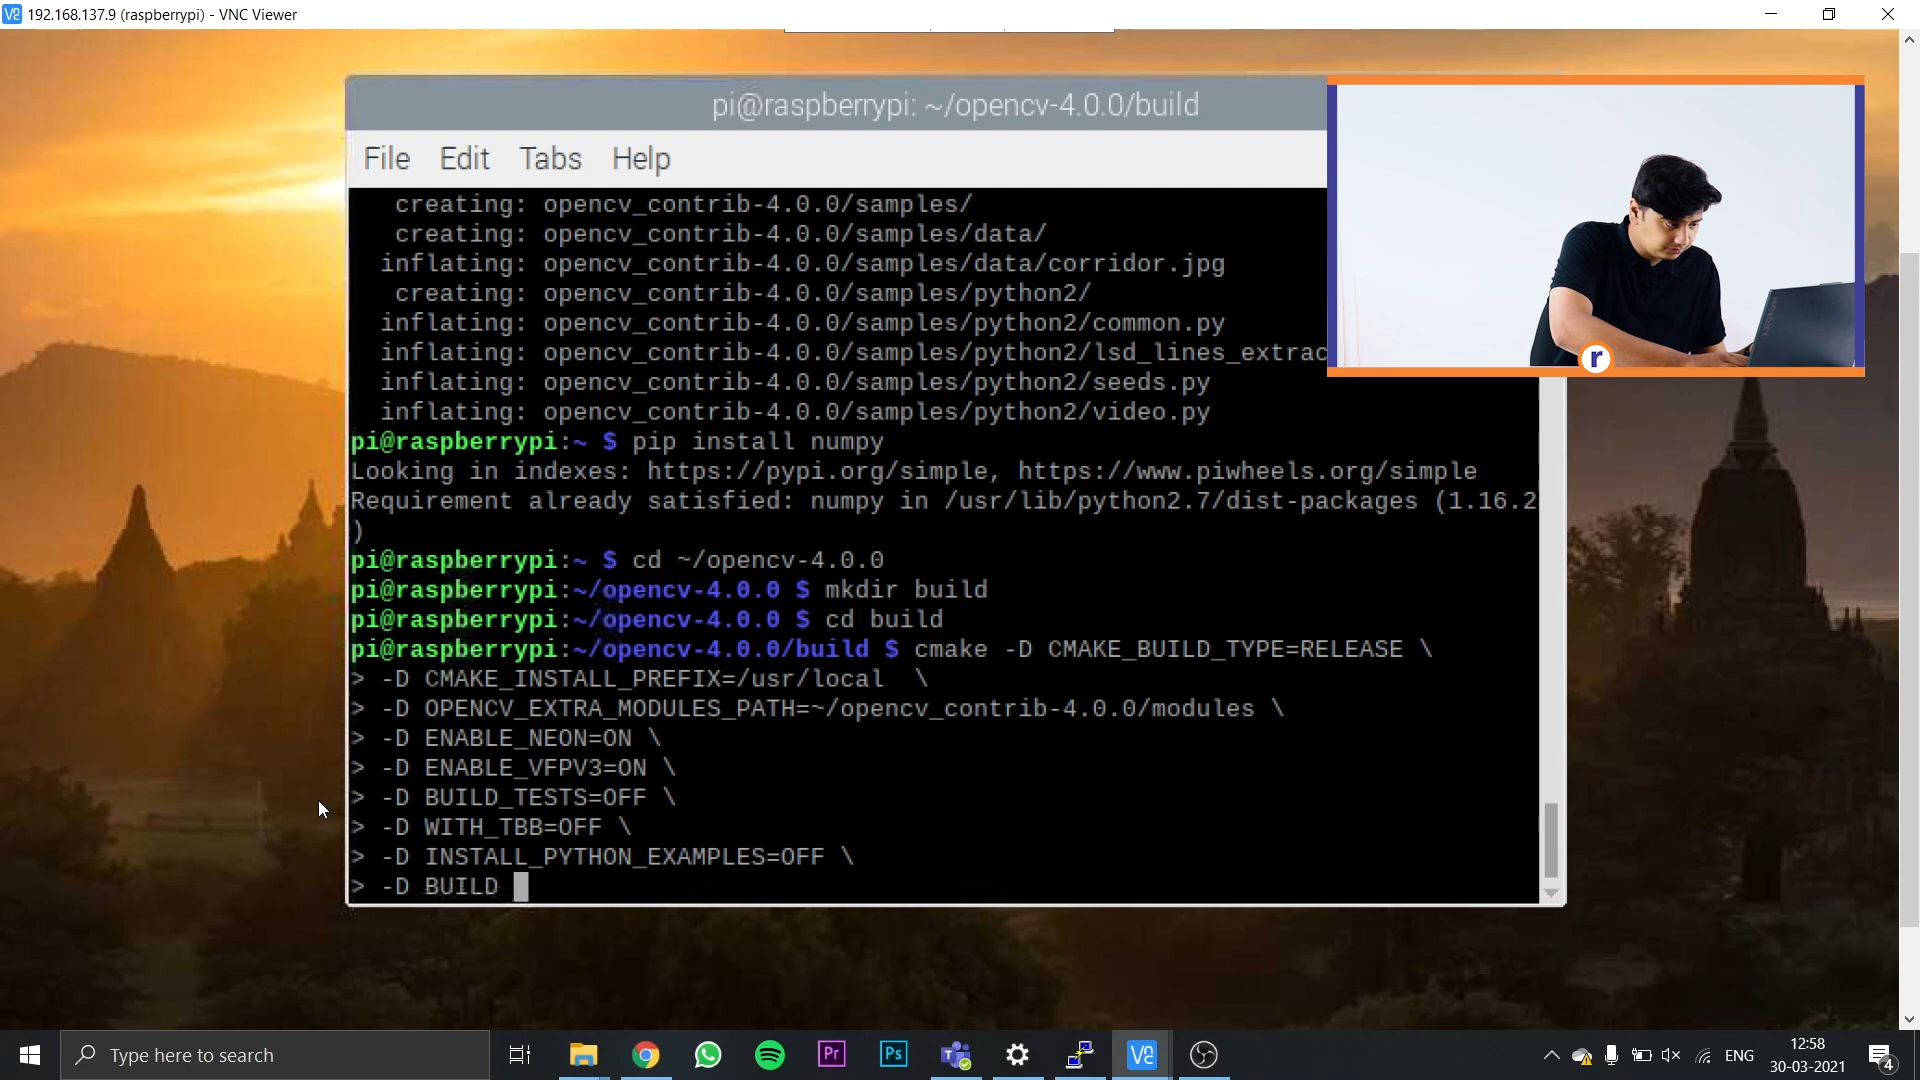 192.168.137.9 (raspberrypi) - VNC Viewer
pi@raspberrypi: ~/opencv-4.0.0/build
File Edit Tabs Help
creating: opencv_contrib-4.0.0/samples/
creating: opencv_contrib-4.0.0/samples/data/
inflating: opencv_contrib-4.0.0/samples/data/corridor.jpg
creating: opencv_contrib-4.0.0/samples/python2/
inflating: opencv_contrib-4.0.0/samples/python2/common.py
inflating: opencv_contrib-4.0.0/samples/python2/lsd_lines_extrac
inflating: opencv_contrib-4.0.0/samples/python2/seeds.py
inflating: opencv_contrib-4.0.0/samples/python2/video.py
pi@raspberrypi:~ $ pip install numpy
Looking in indexes: https://pypi.org/simple, https://www.piwheels.org/simple
Requirement already satisfied: numpy in /usr/lib/python2.7/dist-packages (1.16.2
)
pi@raspberrypi:~ $ cd ~/opencv-4.0.0
pi@raspberrypi:~/opencv-4.0.0 $ mkdir build
pi@raspberrypi:~/opencv-4.0.0 $ cd build
pi@raspberrypi:~/opencv-4.0.0/build $ cmake -D CMAKE_BUILD_TYPE=RELEASE \
> -D CMAKE_INSTALL_PREFIX=/usr/local  \
> -D OPENCV_EXTRA_MODULES_PATH=~/opencv_contrib-4.0.0/modules \
> -D ENABLE_NEON=ON \
> -D ENABLE_VFPV3=ON \
> -D BUILD_TESTS=OFF \
> -D WITH_TBB=OFF \
> -D INSTALL_PYTHON_EXAMPLES=OFF \
> -D BUILD
r
Type here to search
Pr
Ps
ENG
12:58
30-03-2021
4